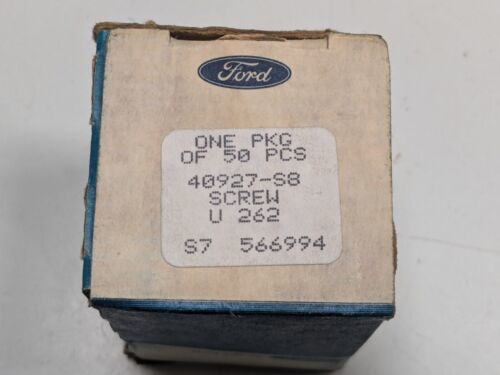 Ford
ONE PKG
OF 50 PCS
40927-S8
SCREW
U 262
S7 566994